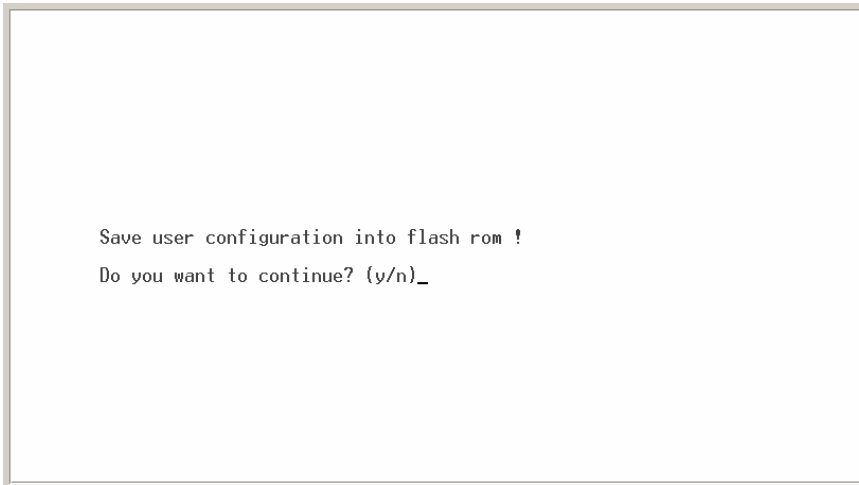 Save user configuration into flash rom !
Do you want to continue? (y/n)_